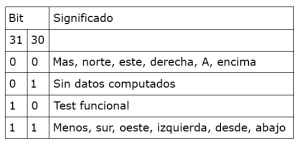 Bit Significado
31 30
0 0 Mas, norte, este, derecha, A, encima
0 1 Sin datos computados
1 0 Test funcional
1 1 Menos, sur, oeste, izquierda, desde, abajo